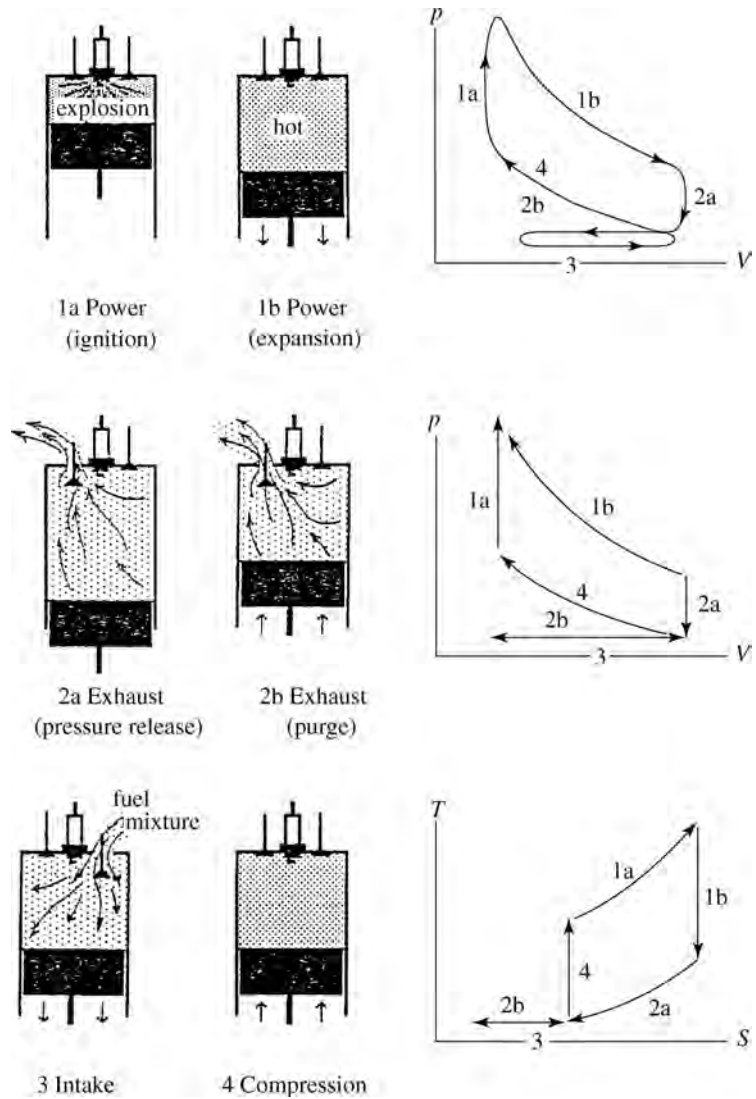 explosion
hot
1a Power
(ignition)
1b Power
(expansion)
p
1a
1b
4
2b
2a
3
V
2a Exhaust
(pressure release)
2b Exhaust
(purge)
p
1a
1b
4
2b
2a
3
V
fuel
mixture
3 Intake
4 Compression
T
1a
1b
4
2b
2a
3
S